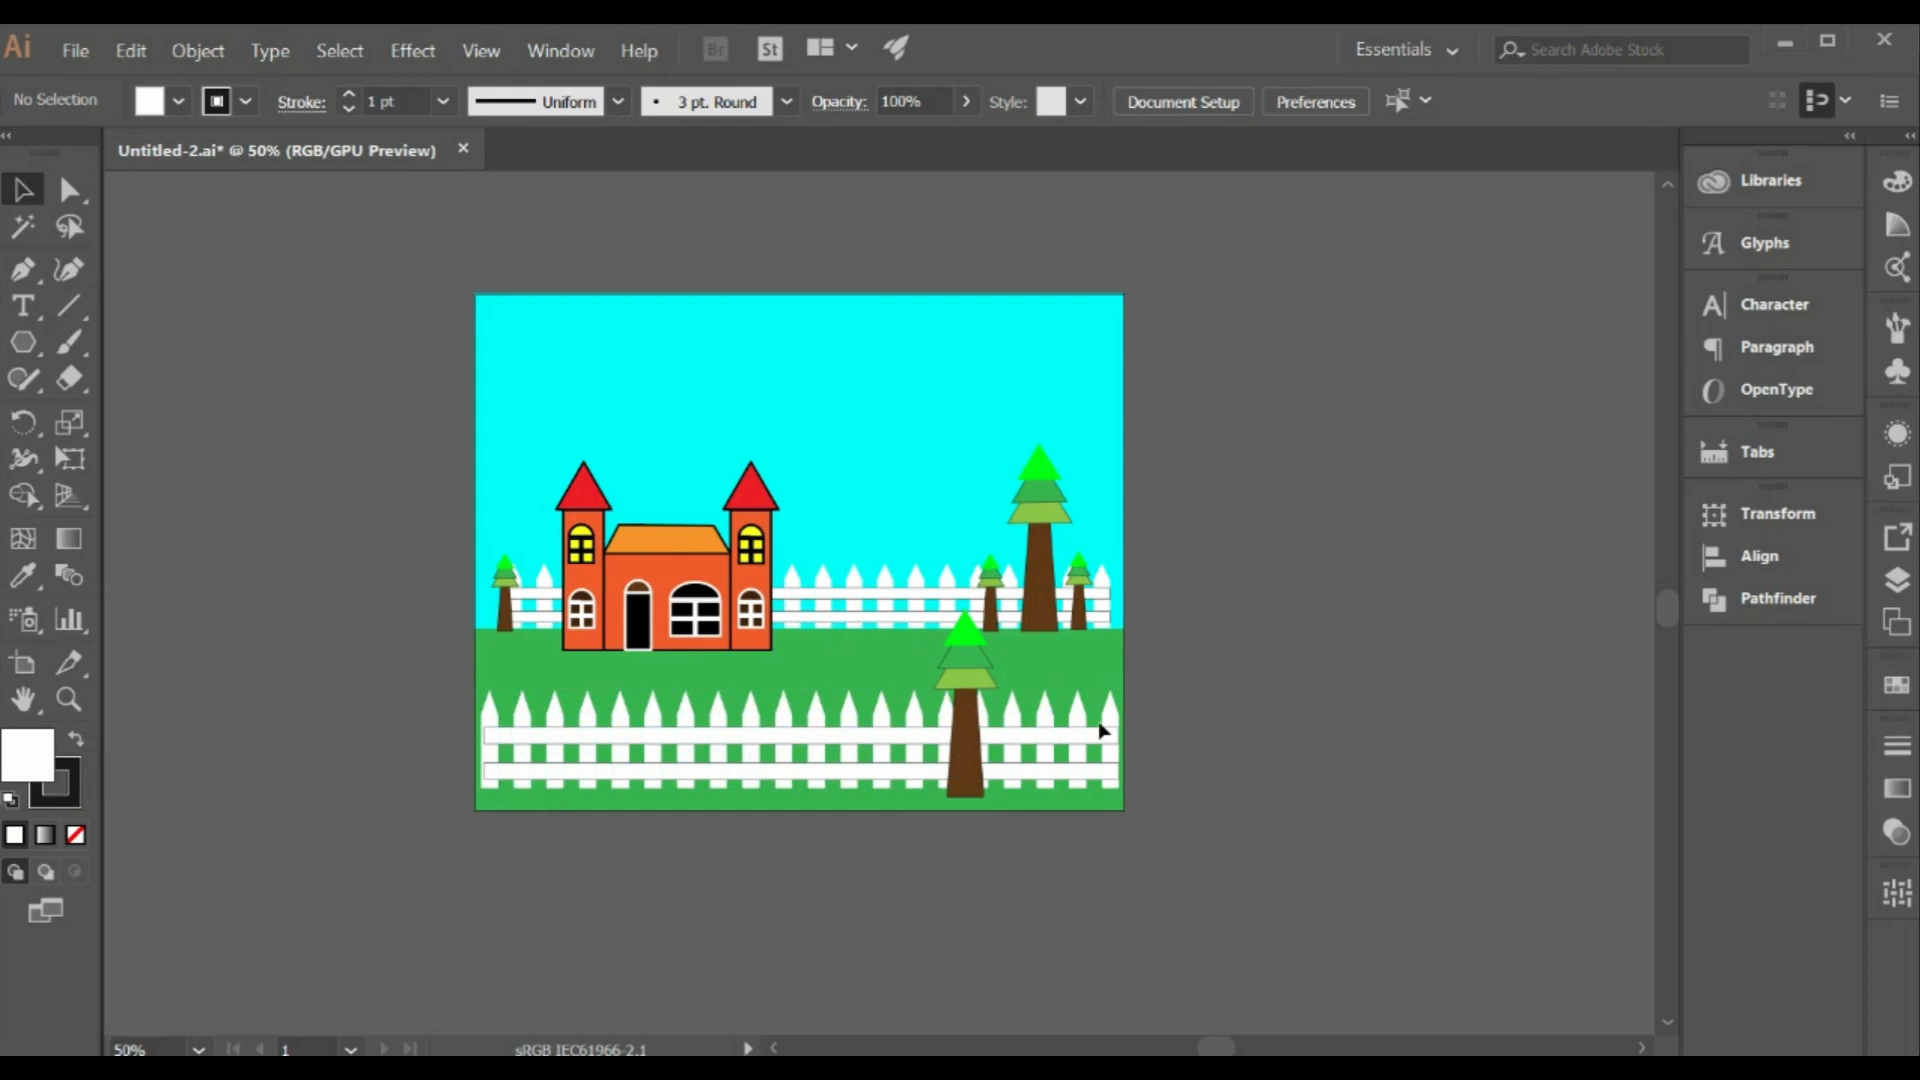 Ai File Edit Object Type Select Effect View Window Help Br St Essentials Search Adobe Stock
No Selection Stroke: 1 pt Uniform 3 pt. Round Opacity: 100% Style: Document Setup Preferences
Untitled-2.ai* @ 50% (RGB/GPU Preview)
Libraries
Glyphs
Character
Paragraph
OpenType
Tabs
Transform
Align
Pathfinder
50% 1 sRGB IEC61966-2.1